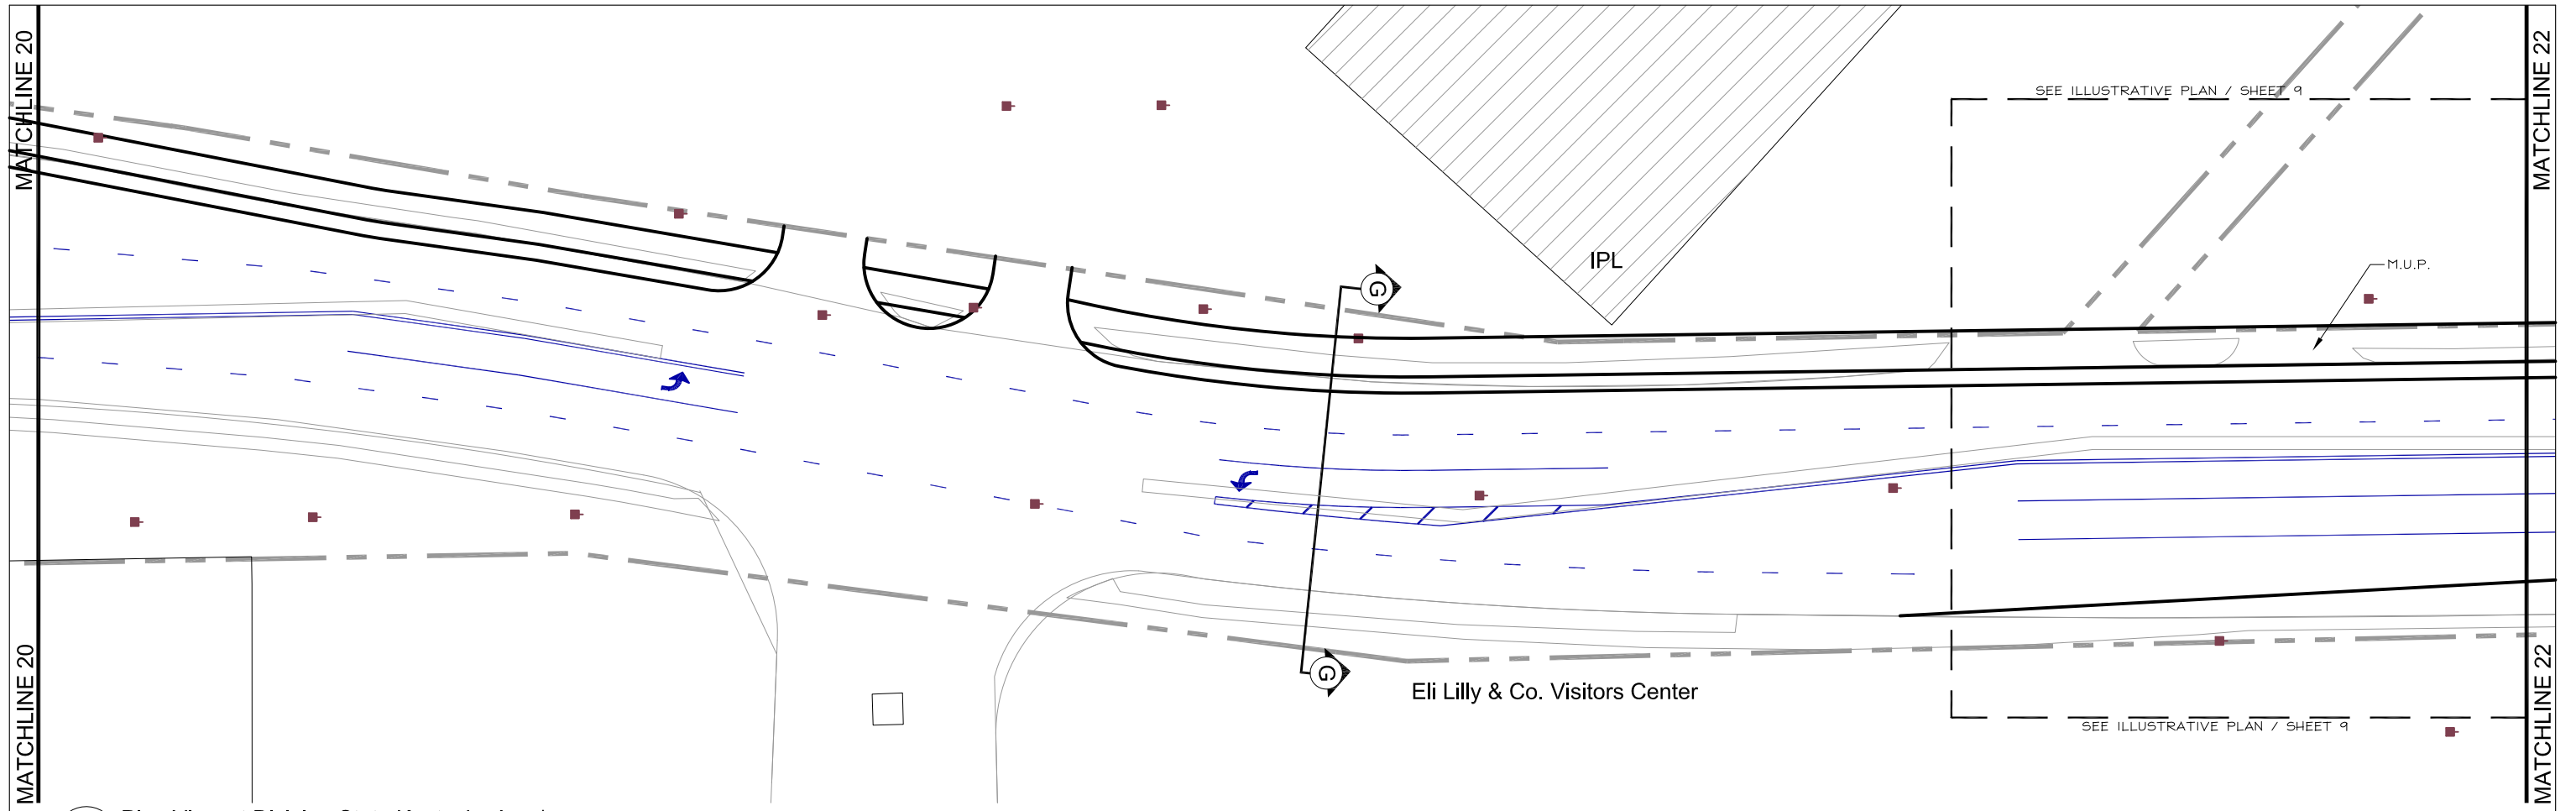 MATCHLINE 20
MATCHLINE 22
SEE ILLUSTRATIVE PLAN / SHEET 9
IPL
M.U.P.
G
G
MATCHLINE 20
Eli Lilly & Co. Visitors Center
SEE ILLUSTRATIVE PLAN / SHEET 9
MATCHLINE 22